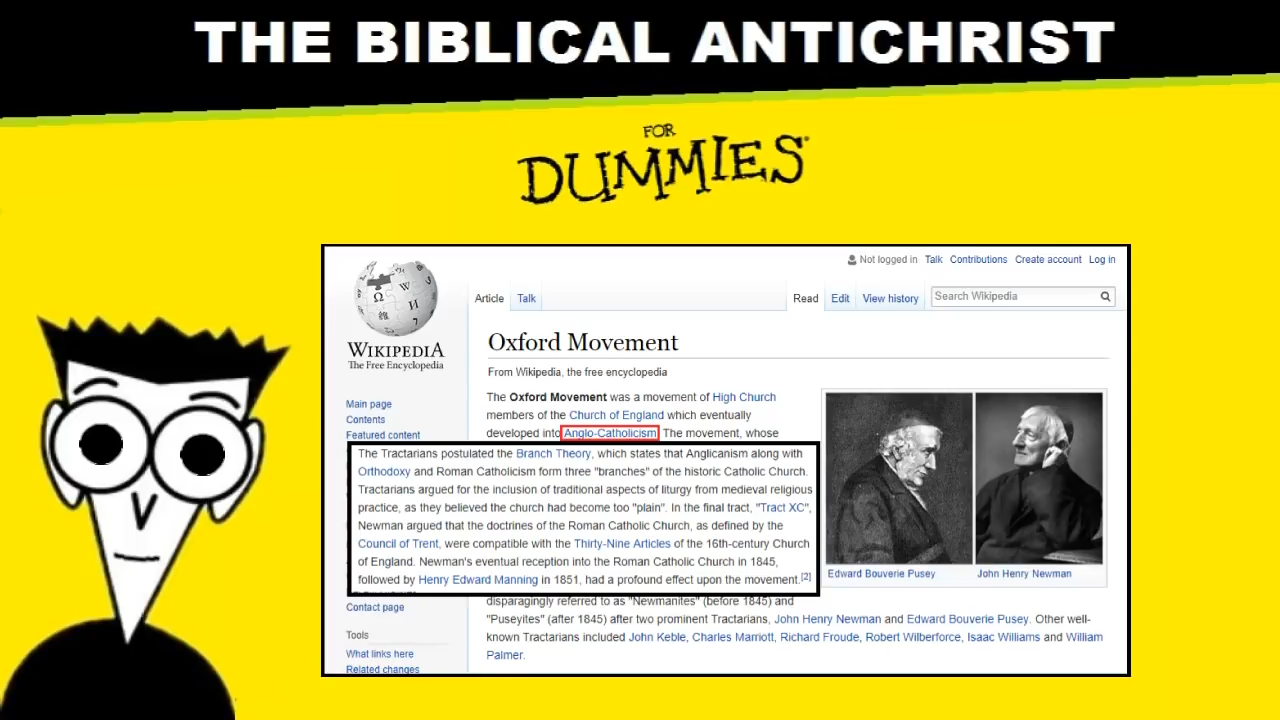 THE BIBLICAL ANTICHRIST
FOR
DUMMIES®
Not logged in Talk Contributions Create account Log in
Article Talk Read Edit View history Search Wikipedia
WIKIPEDIA
The Free Encyclopedia
Main page
Contents
Featured content
Oxford Movement
From Wikipedia, the free encyclopedia
The Oxford Movement was a movement of High Church
members of the Church of England which eventually
developed into Anglo-Catholicism. The movement, whose
The Tractarians postulated the Branch Theory, which states that Anglicanism along with
Orthodoxy and Roman Catholicism form three "branches" of the historic Catholic Church.
Tractarians argued for the inclusion of traditional aspects of liturgy from medieval religious
practice, as they believed the church had become too "plain". In the final tract, "Tract XC",
Newman argued that the doctrines of the Roman Catholic Church, as defined by the
Council of Trent, were compatible with the Thirty-Nine Articles of the 16th-century Church
of England. Newman's eventual reception into the Roman Catholic Church in 1845,
followed by Henry Edward Manning in 1851, had a profound effect upon the movement.[2]
Edward Bouverie Pusey John Henry Newman
disparagingly referred to as "Newmanites" (before 1845) and
"Puseyites" (after 1845) after two prominent Tractarians, John Henry Newman and Edward Bouverie Pusey. Other well-
known Tractarians included John Keble, Charles Marriott, Richard Froude, Robert Wilberforce, Isaac Williams and William
Palmer.
Contact page
Tools
What links here
Related changes